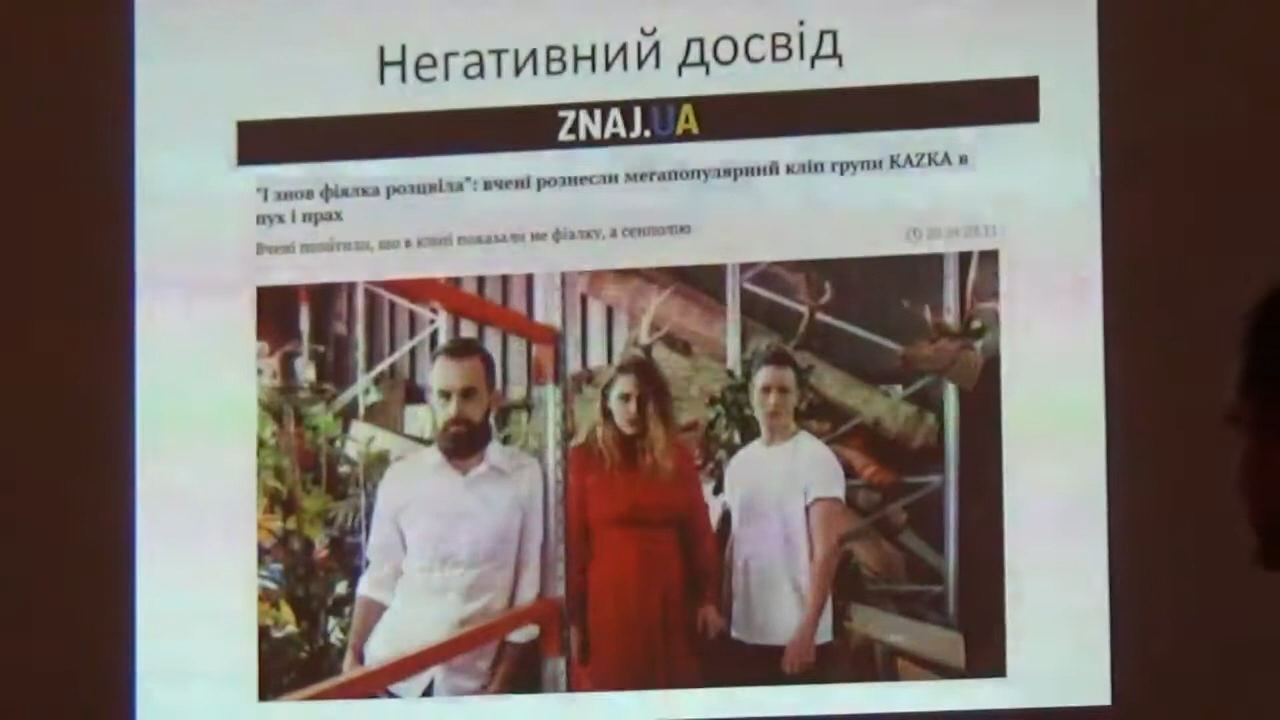 Негативний досвід
ZNAJ.UA
"І знов фіялка розцвіла": вчені рознесли мегапопулярний кліп групи KAZKA в
пух і прах
Вчені помітили, що в кліпі показали не фіалку, а сенполію